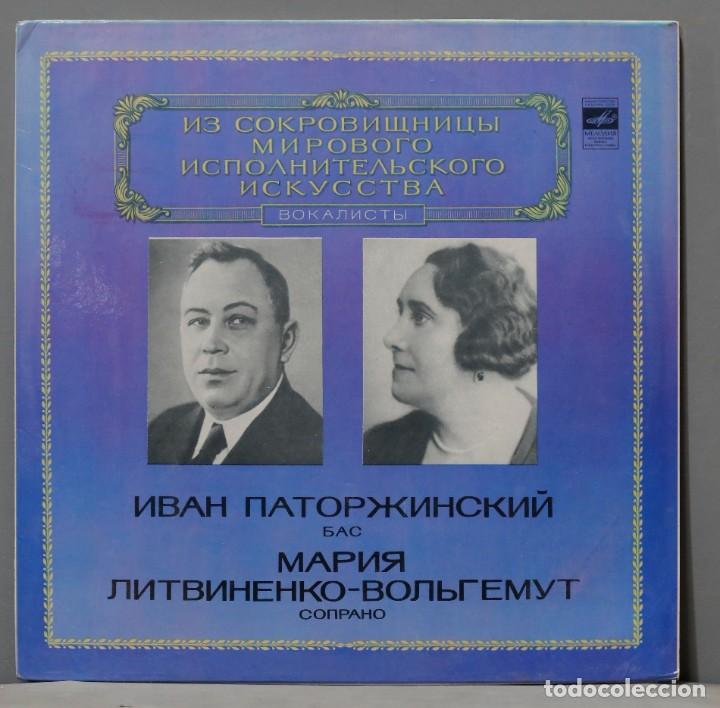 ИЗ СОКРОВИЩНИЦЫ
МИРОВОГО
ИСПОЛНИТЕЛЬСКОГО
ИСКУССТВА
ВОКАЛИСТЫ
МЕЛОДИЯ
ИВАН ПАТОРЖИНСКИЙ
БАС
МАРИЯ
ЛИТВИНЕНКО-ВОЛЬГЕМУТ
СОПРАНО
todocoleccion